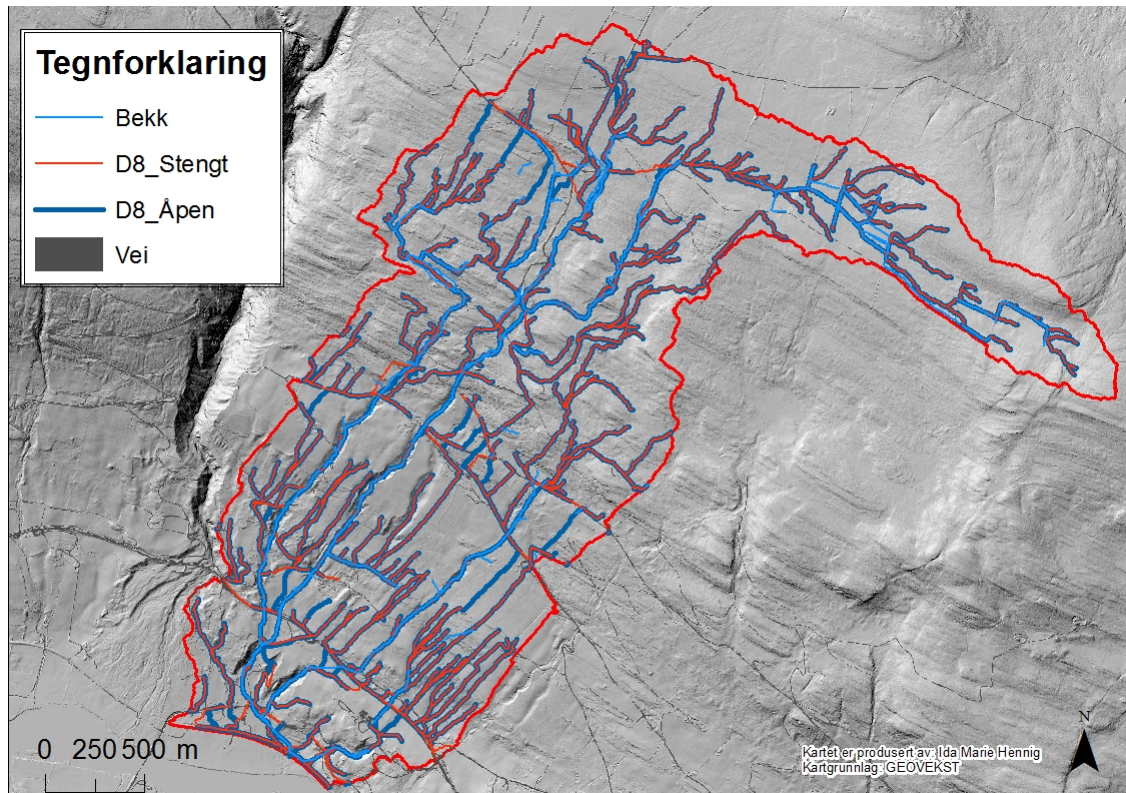 Tegnforklaring
Bekk
D8_Stengt
D8_Åpen
Vei
0 250 500 m
N
Kartet er produsert av: Ida Marie Hennig
Kartgrunnlag: GEOVEKST